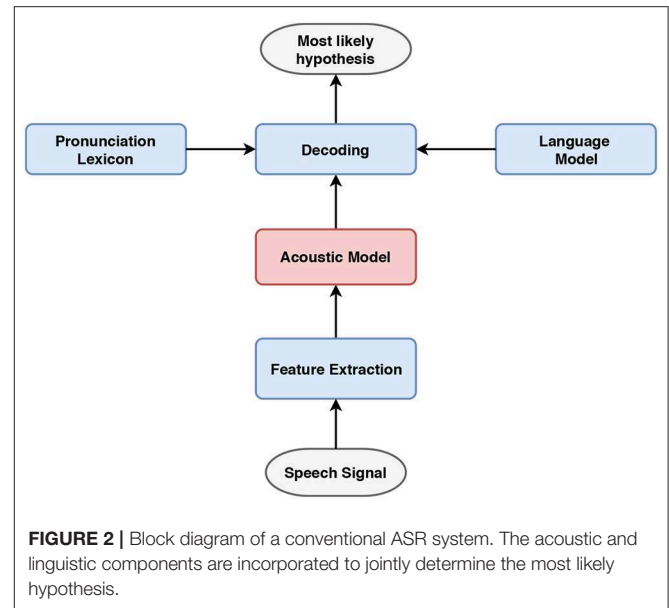 Most likely
hypothesis
Pronunciation
Lexicon
Decoding
Language
Model
Acoustic Model
Feature Extraction
Speech Signal
FIGURE 2 | Block diagram of a conventional ASR system. The acoustic and
linguistic components are incorporated to jointly determine the most likely
hypothesis.